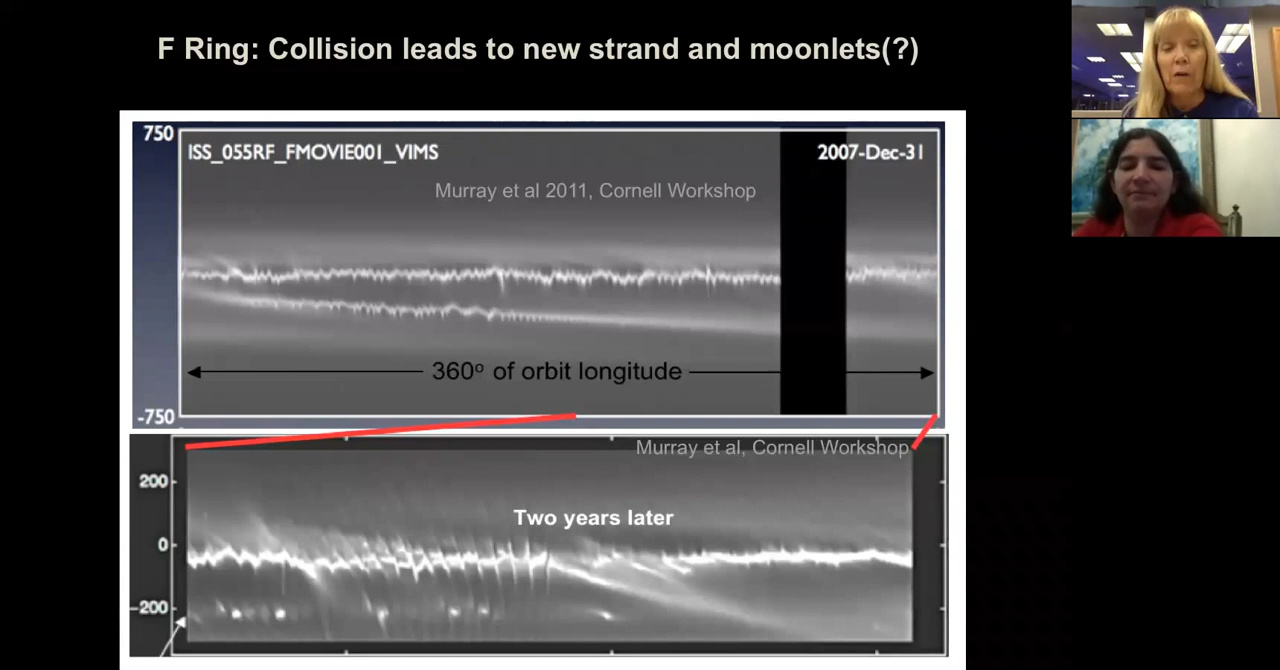 F Ring: Collision leads to new strand and moonlets(?)
750
ISS_055RF_FMOVIE001_VIMS
2007-Dec-31
Murray et al 2011, Cornell Workshop
360º of orbit longitude
-750
Murray et al, Cornell Workshop
200
Two years later
0
-200